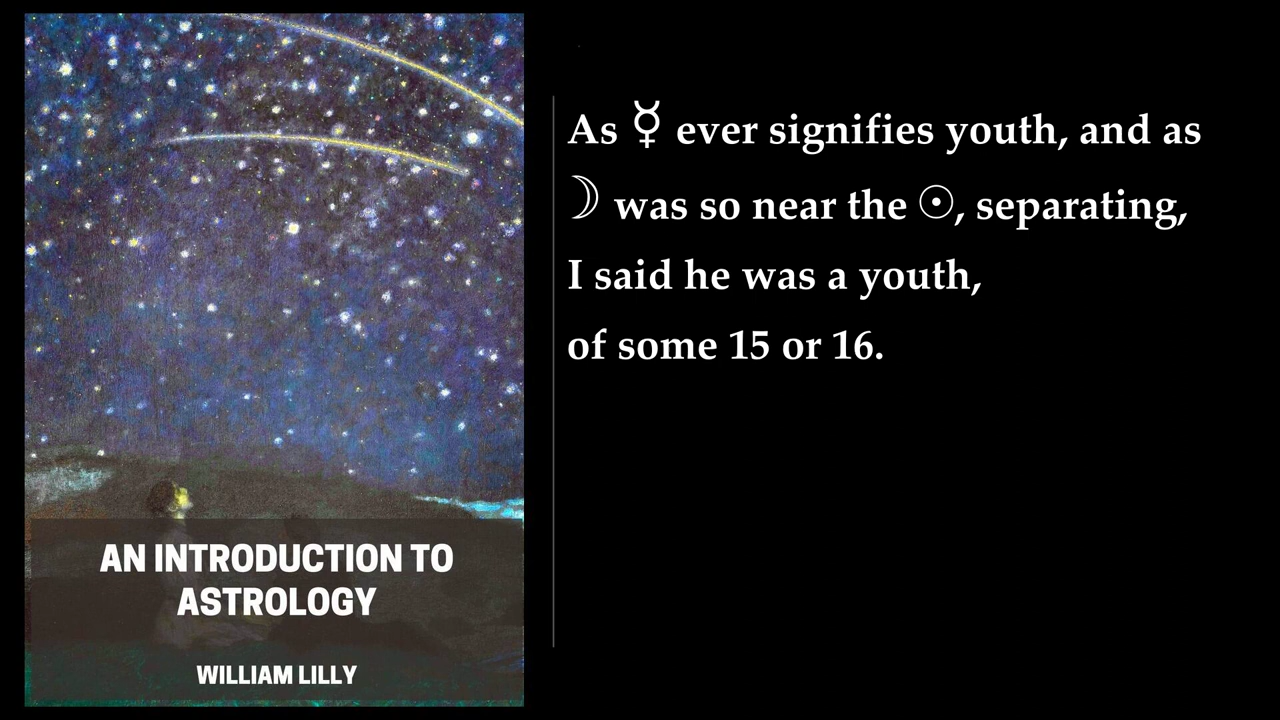 As ☿ ever signifies youth, and as
☽ was so near the ☉, separating,
I said he was a youth,
of some 15 or 16.
AN INTRODUCTION TO
ASTROLOGY
WILLIAM LILLY